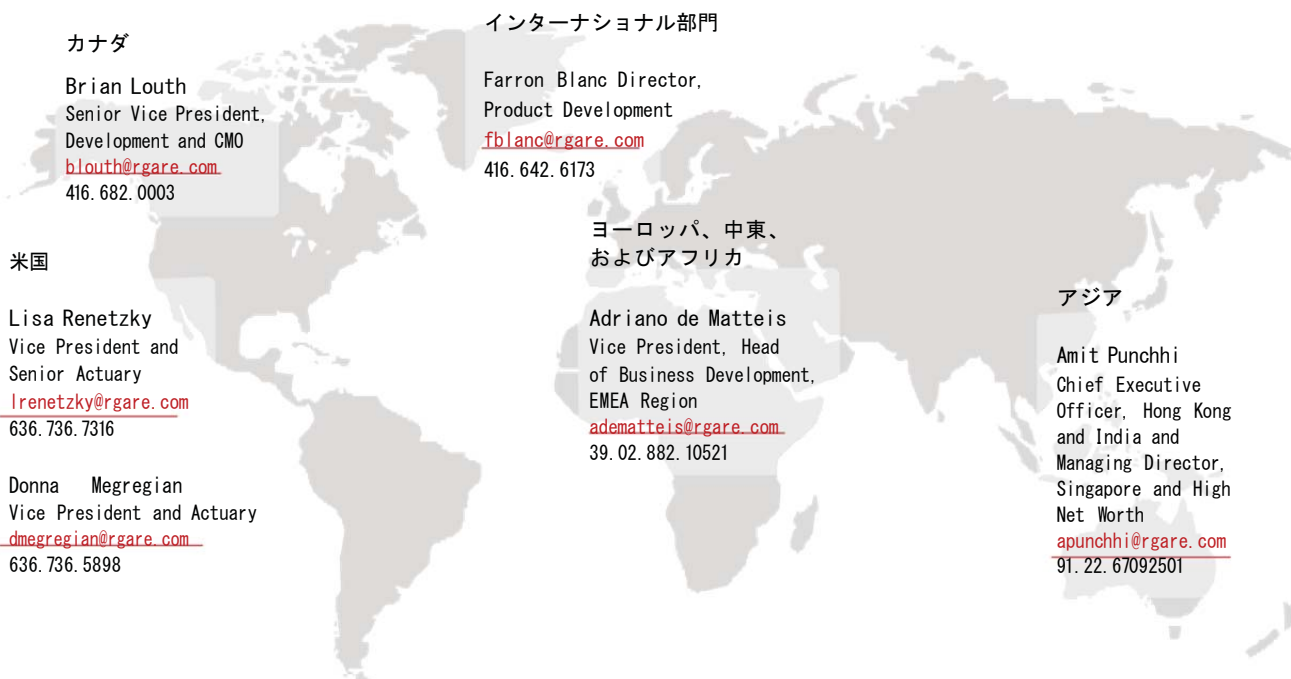 カナダ
Brian Louth
Senior Vice President,
Development and CMO
blouth@rgare.com
416.682.0003
インターナショナル部門
Farron Blanc Director,
Product Development
fblanc@rgare.com
416.642.6173
米国
Lisa Renetzky
Vice President and
Senior Actuary
lrenetzky@rgare.com
636.736.7316
Donna Megregian
Vice President and Actuary
dmegregian@rgare.com
636.736.5898
ヨーロッパ、中東、
およびアフリカ
Adriano de Matteis
Vice President, Head
of Business Development,
EMEA Region
adematteis@rgare.com
39.02.882.10521
アジア
Amit Punchhi
Chief Executive
Officer, Hong Kong
and India and
Managing Director,
Singapore and High
Net Worth
apunchhi@rgare.com
91.22.67092501